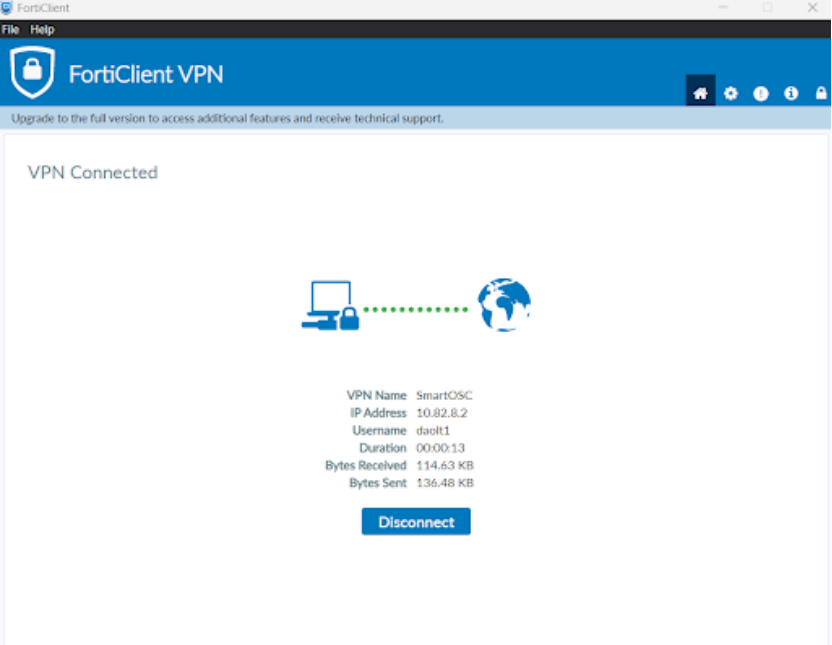 FortiClient
File Help
FortiClient VPN
Upgrade to the full version to access additional features and receive technical support.
VPN Connected
VPN Name SmartOSC
IP Address 10.82.8.2
Username daolt1
Duration 00:00:13
Bytes Received 114.63 KB
Bytes Sent 136.48 KB
Disconnect